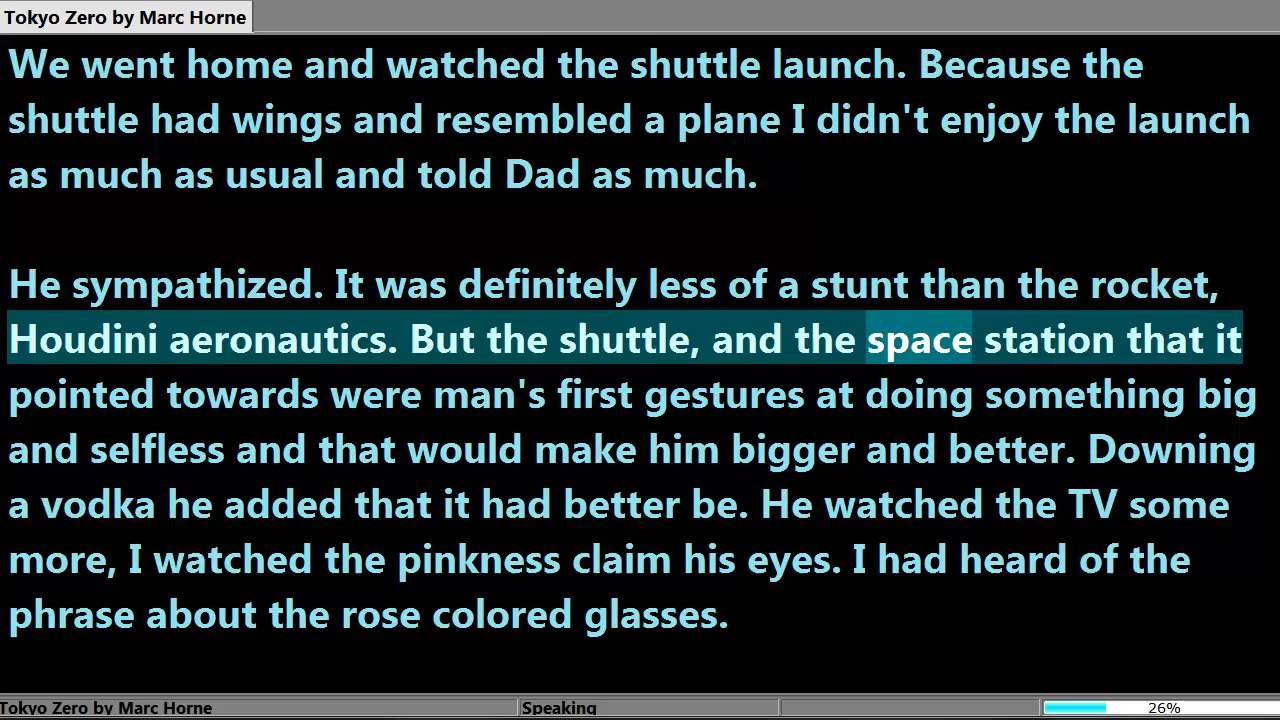 Tokyo Zero by Marc Horne
We went home and watched the shuttle launch. Because the
shuttle had wings and resembled a plane I didn't enjoy the launch
as much as usual and told Dad as much.
He sympathized. It was definitely less of a stunt than the rocket,
Houdini aeronautics. But the shuttle, and the space station that it
pointed towards were man's first gestures at doing something big
and selfless and that would make him bigger and better. Downing
a vodka he added that it had better be. He watched the TV some
more, I watched the pinkness claim his eyes. I had heard of the
phrase about the rose colored glasses.
Tokyo Zero by Marc Horne Speaking 26%